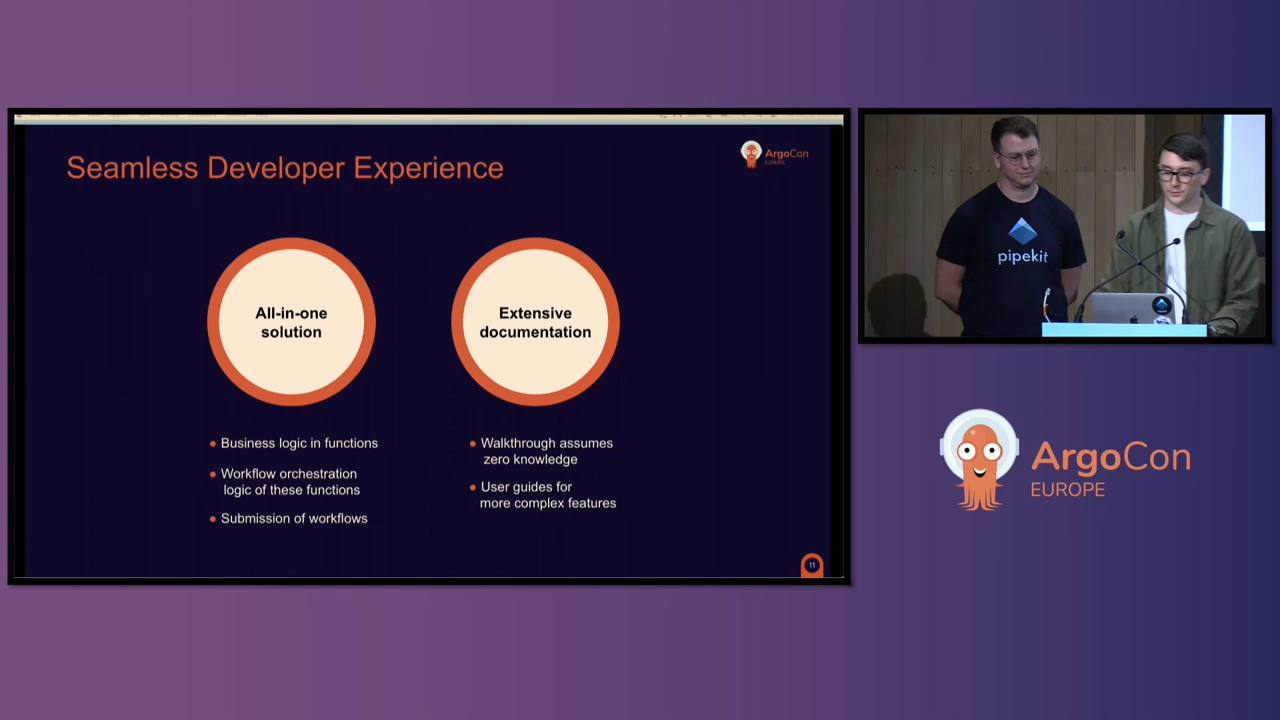 Seamless Developer Experience
ArgoCon
EUROPE
All-in-one
solution
Extensive
documentation
Business logic in functions
Workflow orchestration
logic of these functions
Submission of workflows
Walkthrough assumes
zero knowledge
User guides for
more complex features
11
pipekit
ArgoCon
EUROPE